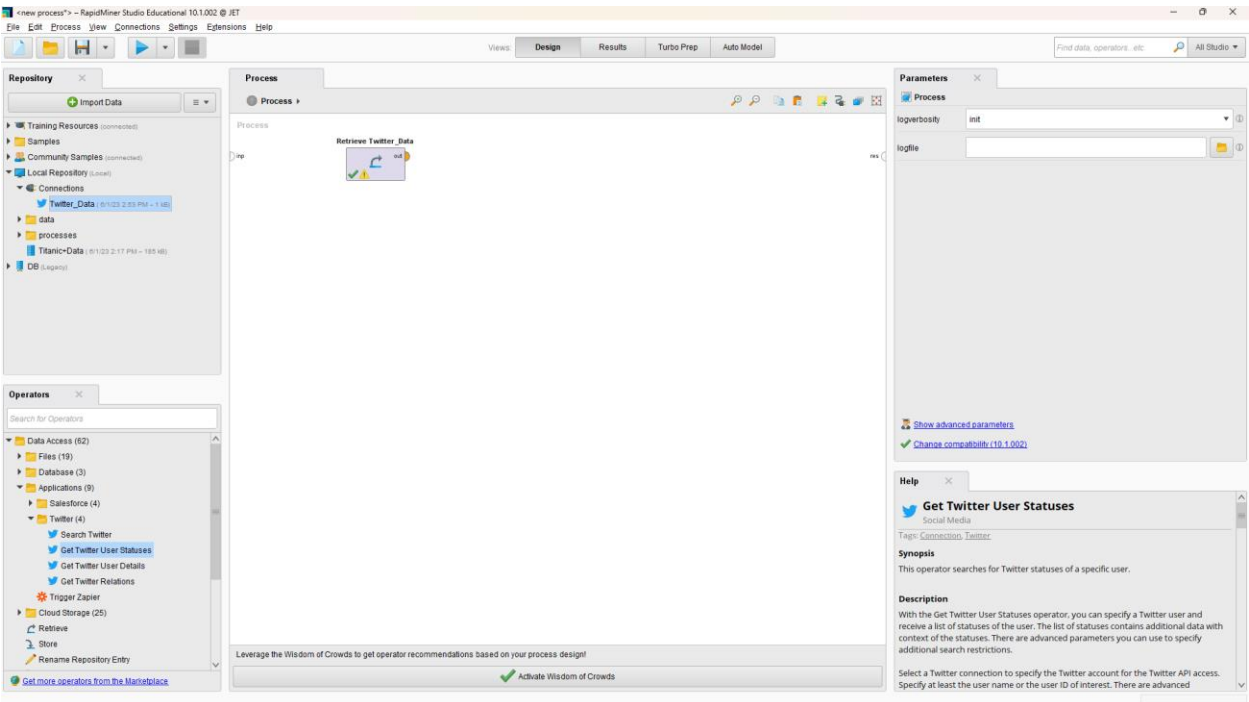 <new process*> – RapidMiner Studio Educational 10.1.002 @ JET
File Edit Process View Connections Settings Extensions Help
Views: Design Results Turbo Prep Auto Model
Find data, operators...etc
All Studio
Repository
Import Data
Training Resources (connected)
Samples
Community Samples (connected)
Local Repository (Local)
Connections
Twitter_Data (6/1/23 2:53 PM – 1 kB)
data
processes
Titanic+Data (6/1/23 2:17 PM – 185 kB)
DB (Legacy)
Operators
Search for Operators
Data Access (62)
Files (19)
Database (3)
Applications (9)
Salesforce (4)
Twitter (4)
Search Twitter
Get Twitter User Statuses
Get Twitter User Details
Get Twitter Relations
Trigger Zapier
Cloud Storage (25)
Retrieve
Store
Rename Repository Entry
Get more operators from the Marketplace
Process
Process
Process
Retrieve Twitter_Data
inp
out
res
Leverage the Wisdom of Crowds to get operator recommendations based on your process design!
Activate Wisdom of Crowds
Parameters
Process
logverbosity init
logfile
Show advanced parameters
Change compatibility (10.1.002)
Help
Get Twitter User Statuses
Social Media
Tags: Connection, Twitter
Synopsis
This operator searches for Twitter statuses of a specific user.
Description
With the Get Twitter User Statuses operator, you can specify a Twitter user and
receive a list of statuses of the user. The list of statuses contains additional data with
context of the statuses. There are advanced parameters you can use to specify
additional search restrictions.
Select a Twitter connection to specify the Twitter account for the Twitter API access.
Specify at least the user name or the user ID of interest. There are advanced